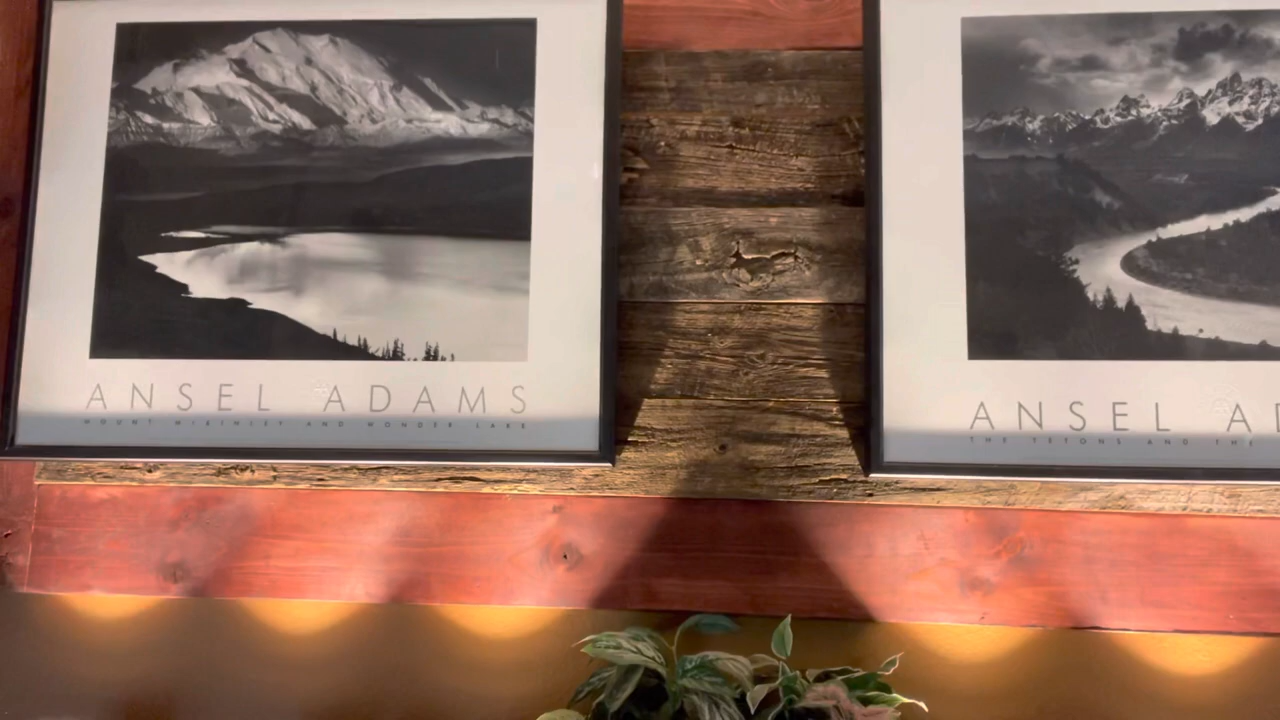 ANSEL ADAMS
MOUNT McKINLEY AND WONDER LAKE
ANSEL AD
THE TETONS AND THE